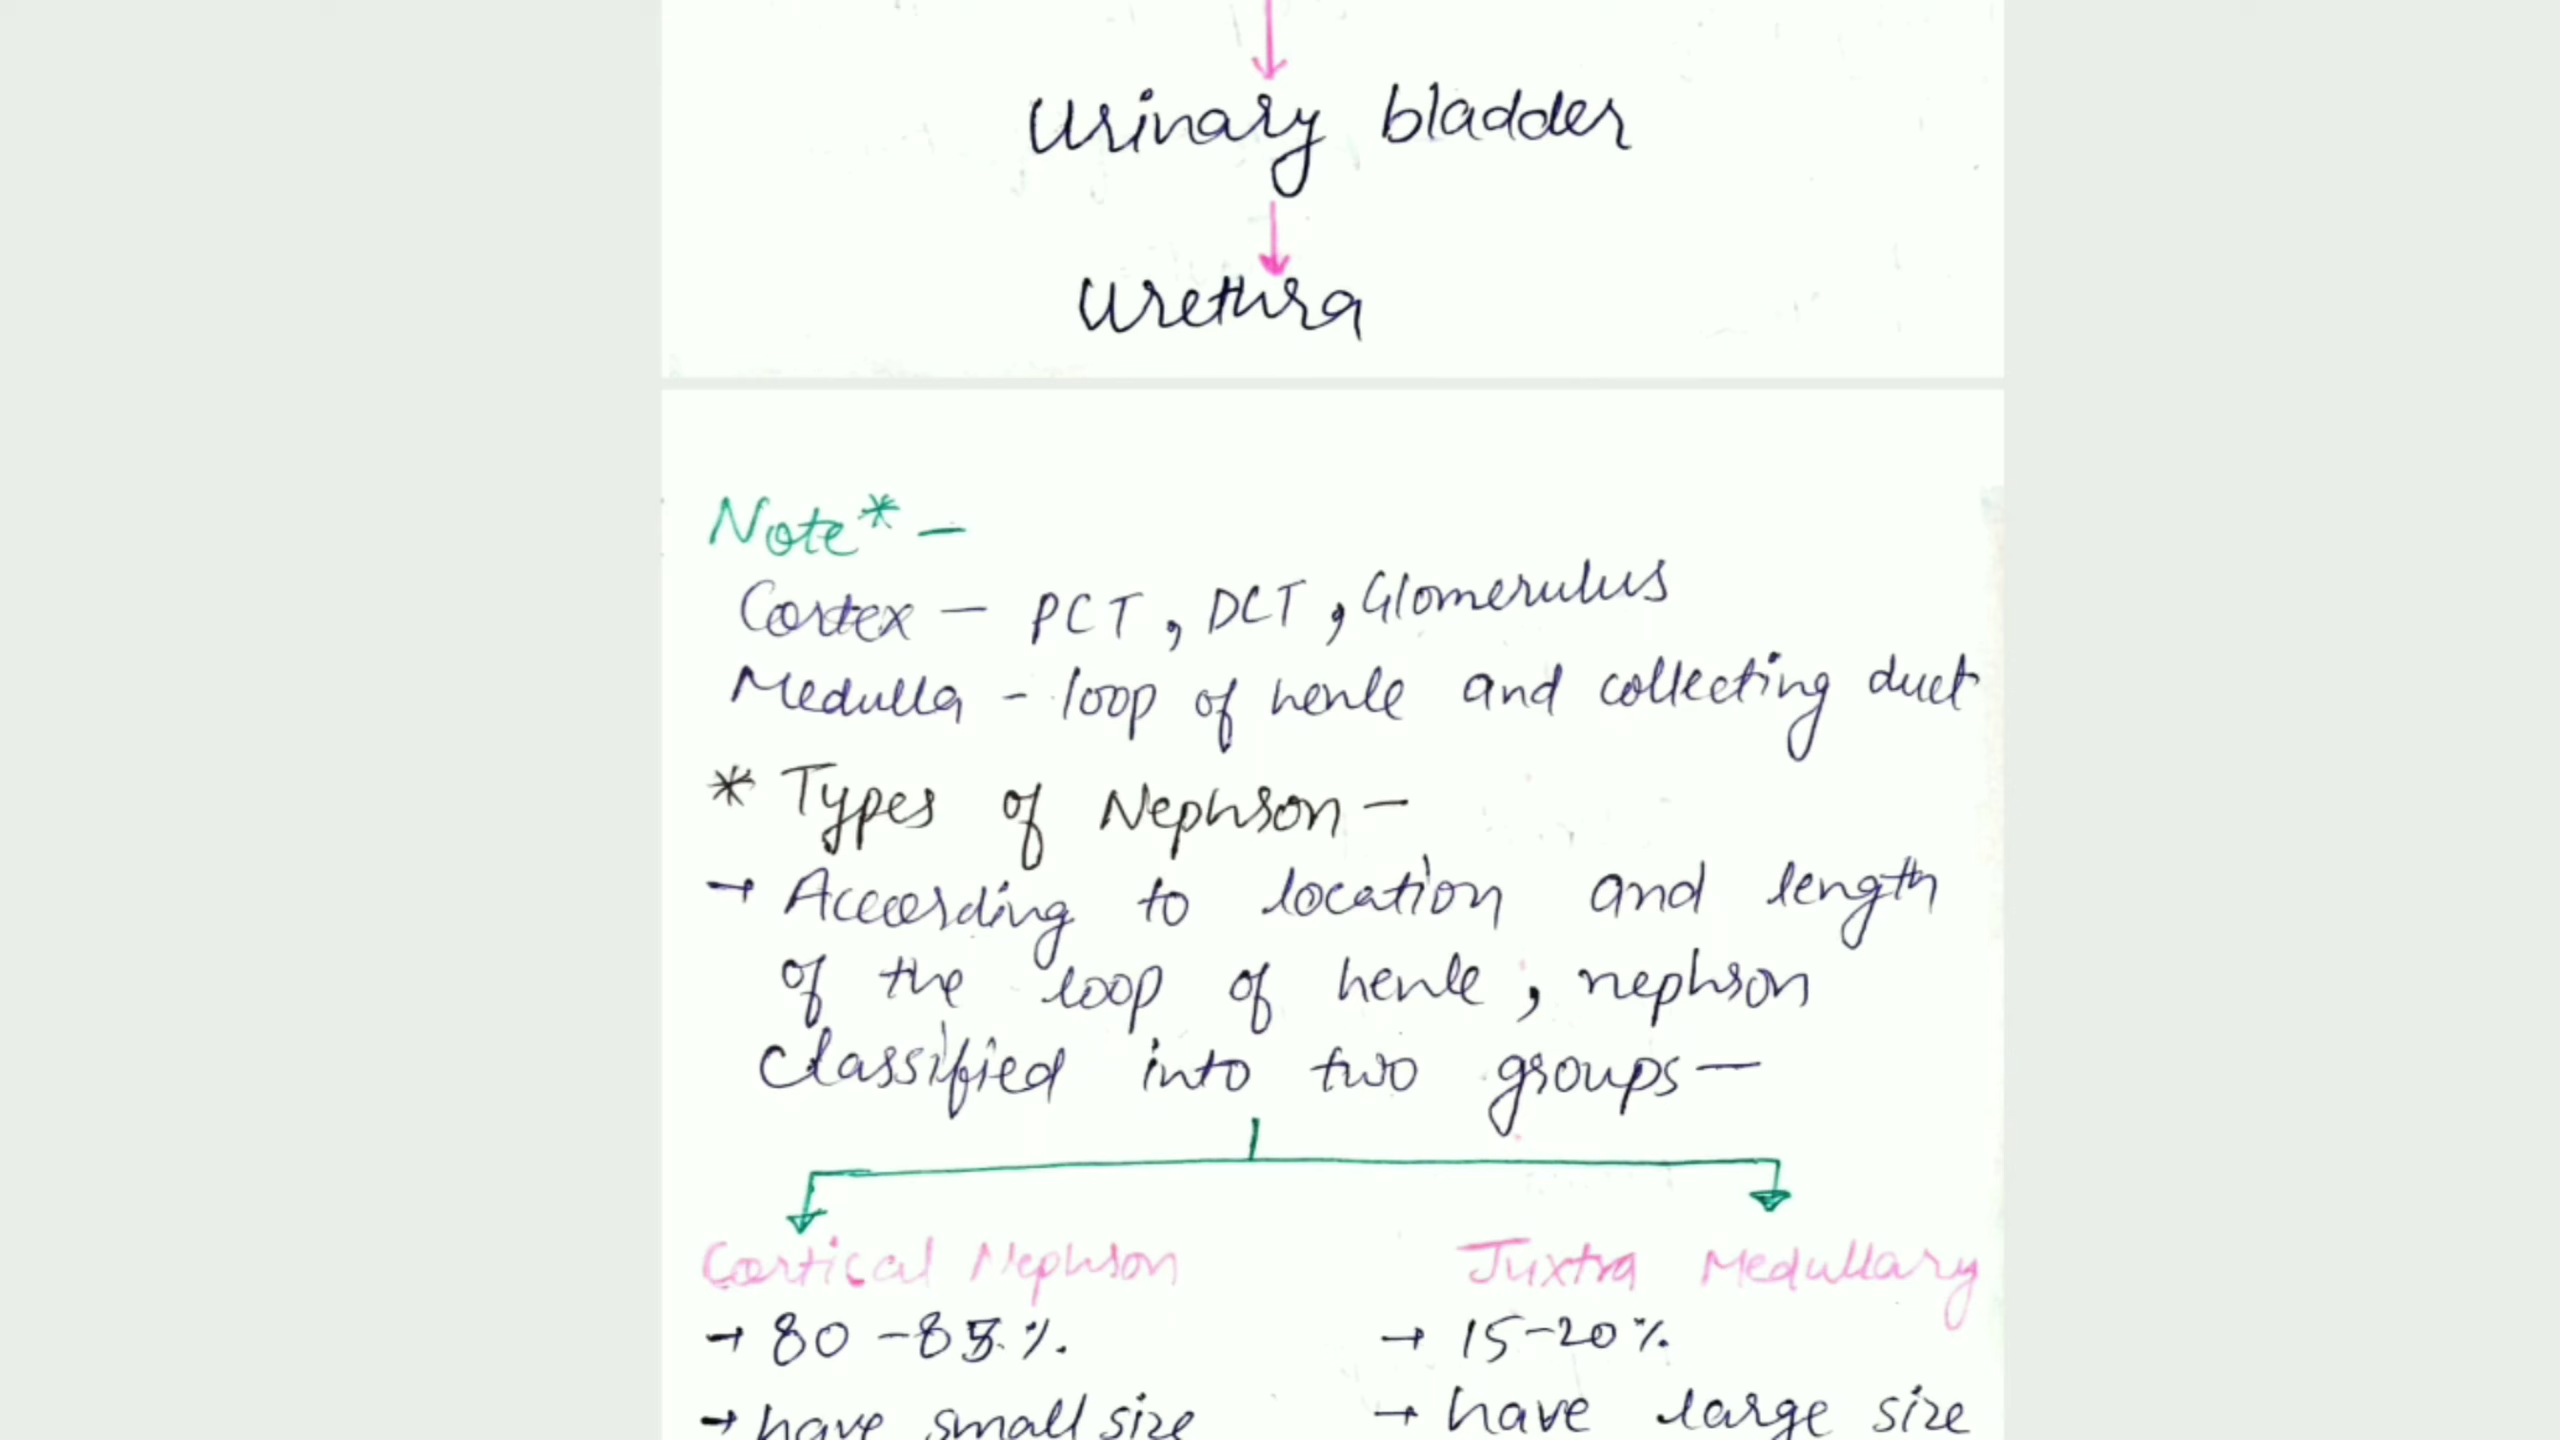 Urinary bladder
Urethra
Note* -
Cortex - PCT, DCT, Glomerulus
Medulla - loop of henle and collecting duct
* Types of Nephron -
→ According to location and length
of the loop of henle, nephron
classified into two groups -
Cortical Nephron
Juxtra Medullary
→ 80-85%.
→ 15-20%.
→ have small size
→ have large size